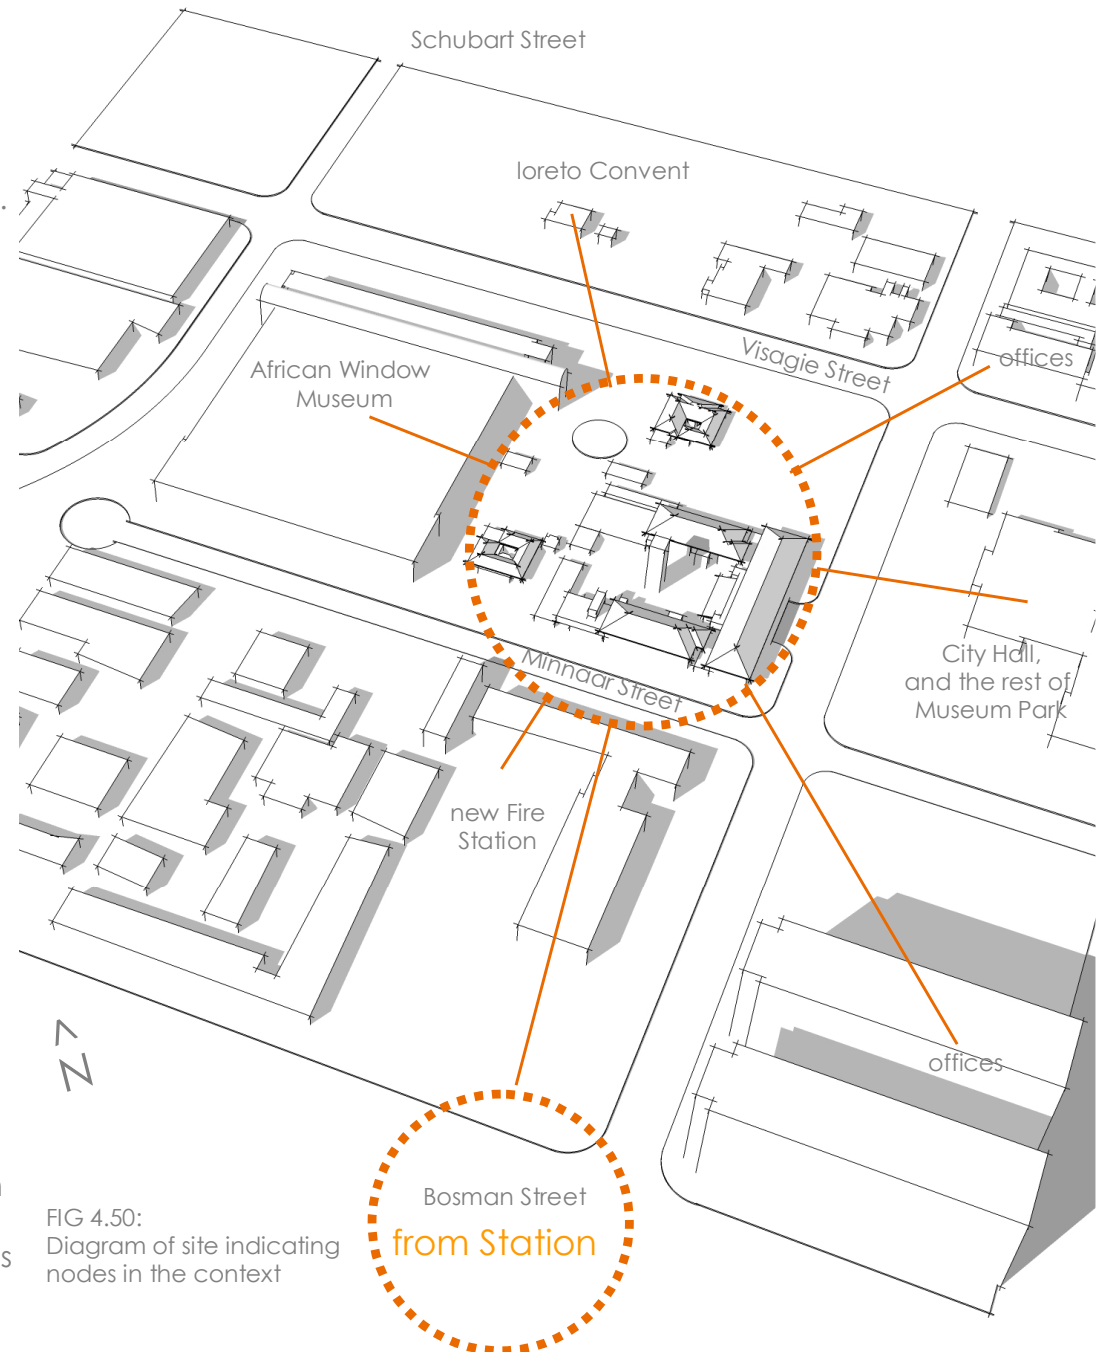 Schubart Street
loreto Convent
Visagie Street
offices
African Window
Museum
City Hall,
and the rest of
Museum Park
Minnaar Street
new Fire
Station
offices
N
Bosman Street
from Station
FIG 4.50:
Diagram of site indicating
nodes in the context